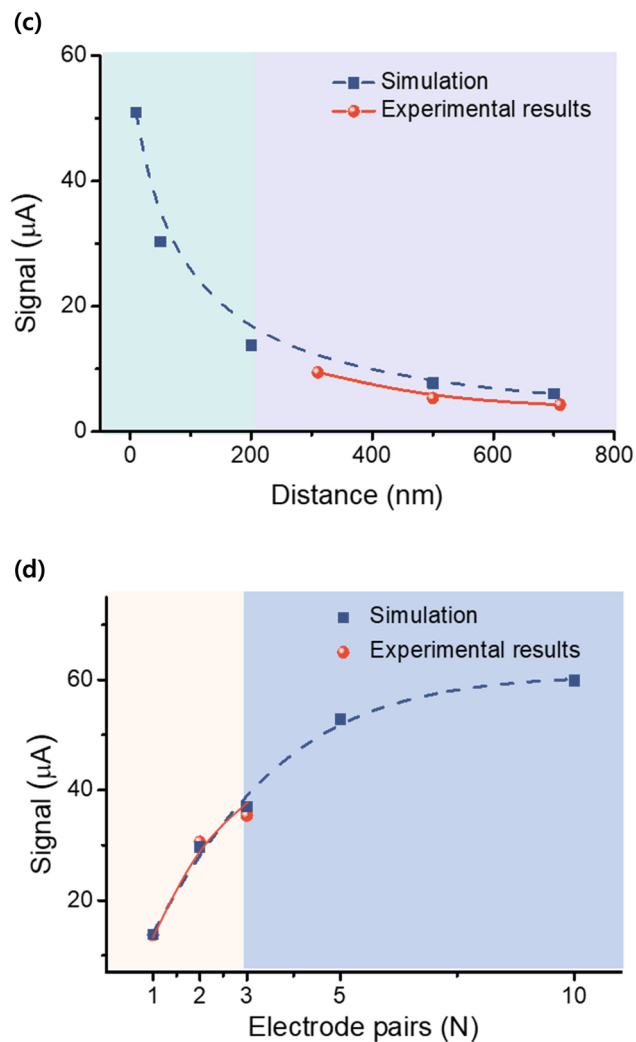 (c)
60
40
20
0
Signal (μA)
Simulation
Experimental results
0 200 400 600 800
Distance (nm)
(d)
60
40
20
Signal (μA)
Simulation
Experimental results
1 2 3 5 10
Electrode pairs (N)